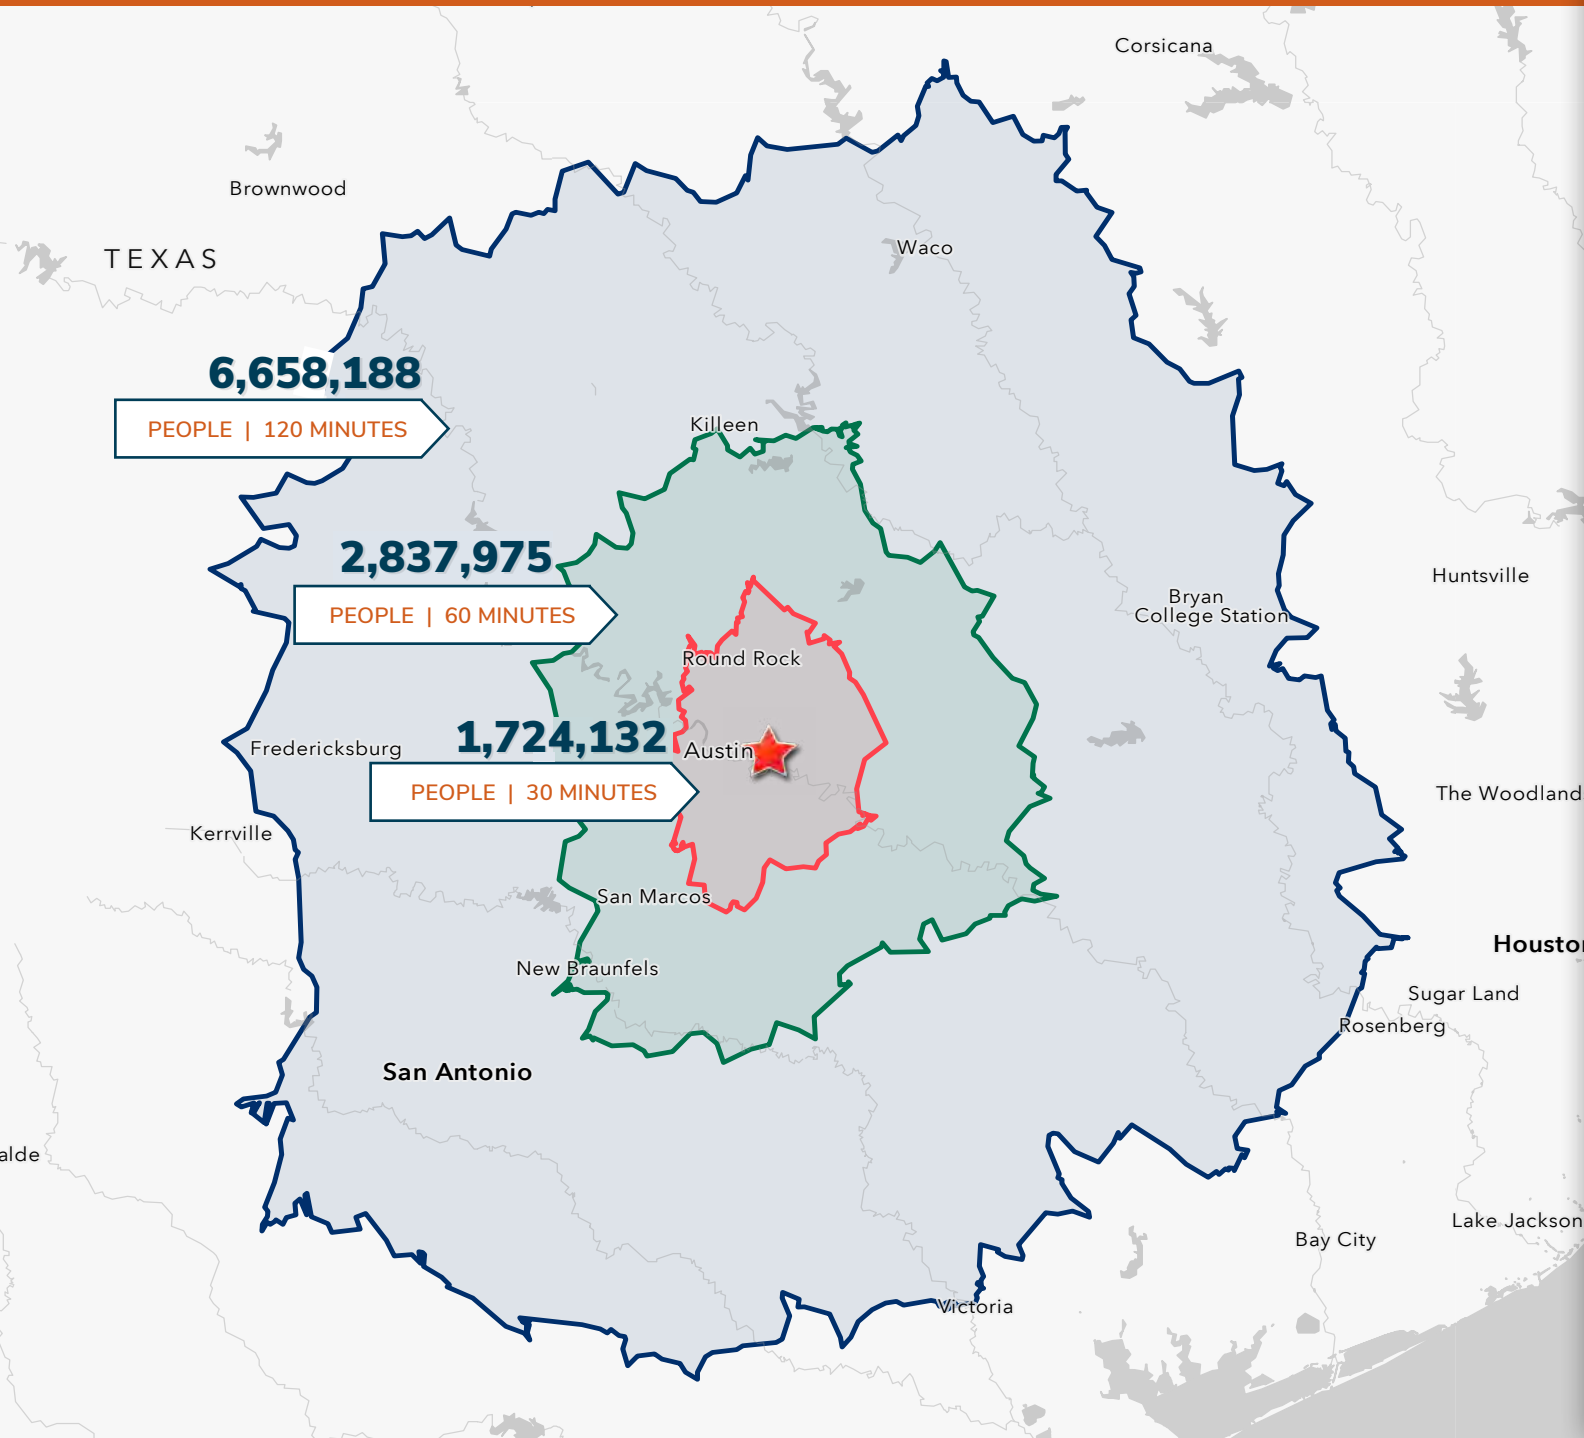 Corsicana
Brownwood
TEXAS
Waco
6,658,188
PEOPLE | 120 MINUTES
Killeen
2,837,975
PEOPLE | 60 MINUTES
Huntsville
Bryan
College Station
Round Rock
1,724,132
PEOPLE | 30 MINUTES
Fredericksburg
Austin
The Woodland
Kerrville
San Marcos
Housto
New Braunfels
Sugar Land
Rosenberg
San Antonio
alde
Lake Jackson
Bay City
Victoria